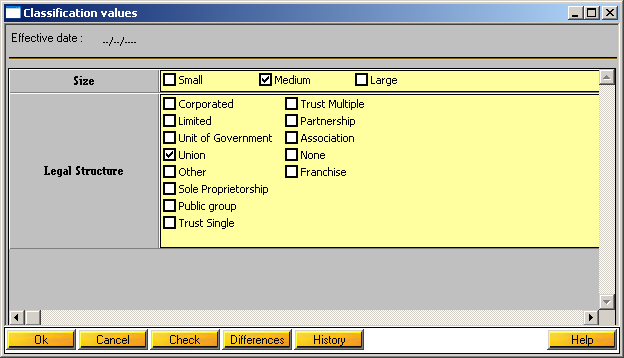 Classification values
Effective date : --/--/----
Size Small Medium Large
Corporated Trust Multiple
Limited Partnership
Unit of Government Association
Union None
Legal Structure Other Franchise
Sole Proprietorship
Public group
Trust Single
Ok Cancel Check Differences History Help